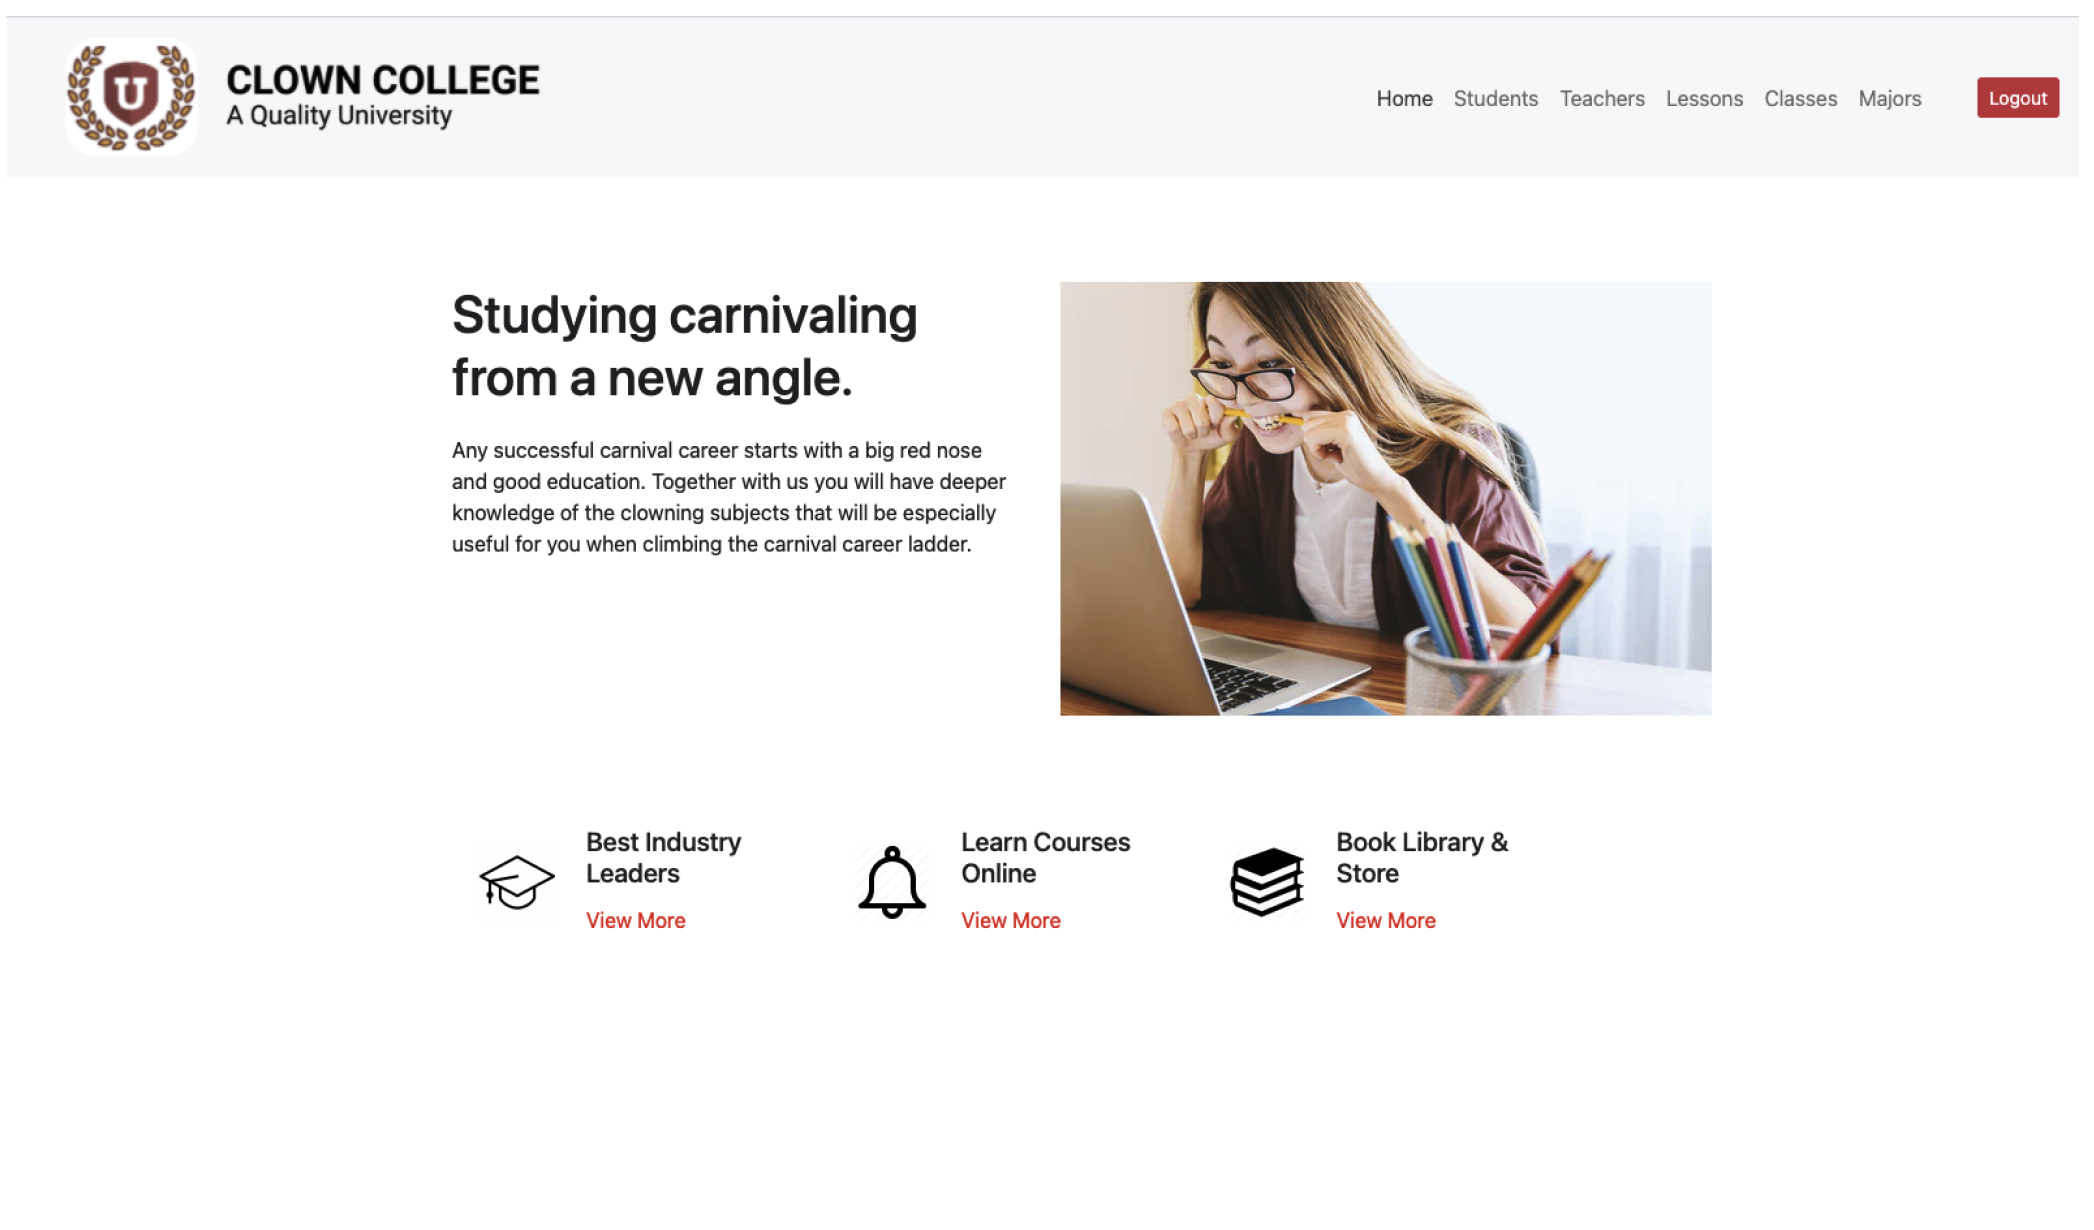 U
CLOWN COLLEGE
A Quality University
Home Students Teachers Lessons Classes Majors Logout
Studying carnivaling
from a new angle.
Any successful carnival career starts with a big red nose
and good education. Together with us you will have deeper
knowledge of the clowning subjects that will be especially
useful for you when climbing the carnival career ladder.
Best Industry
Leaders
View More
Learn Courses
Online
View More
Book Library &
Store
View More